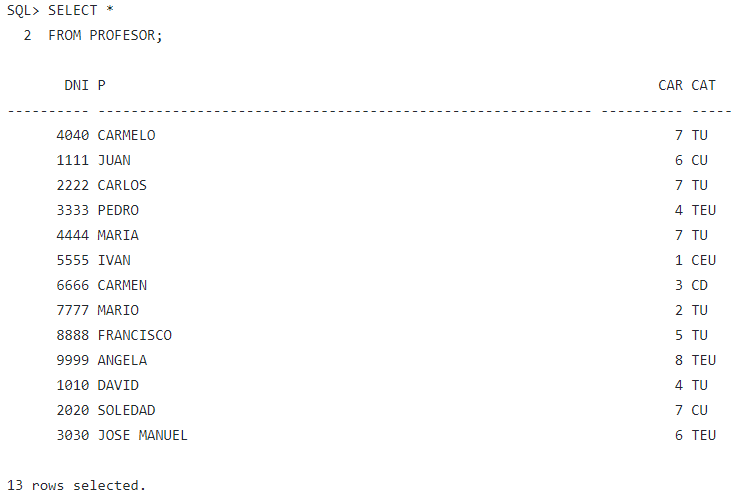 SQL> SELECT *
2 FROM PROFESOR;
DNI P CAR CAT
---------- ------------------------------------------------------------ ---------- -----
4040 CARMELO 7 TU
1111 JUAN 6 CU
2222 CARLOS 7 TU
3333 PEDRO 4 TEU
4444 MARIA 7 TU
5555 IVAN 1 CEU
6666 CARMEN 3 CD
7777 MARIO 2 TU
8888 FRANCISCO 5 TU
9999 ANGELA 8 TEU
1010 DAVID 4 TU
2020 SOLEDAD 7 CU
3030 JOSE MANUEL 6 TEU
13 rows selected.